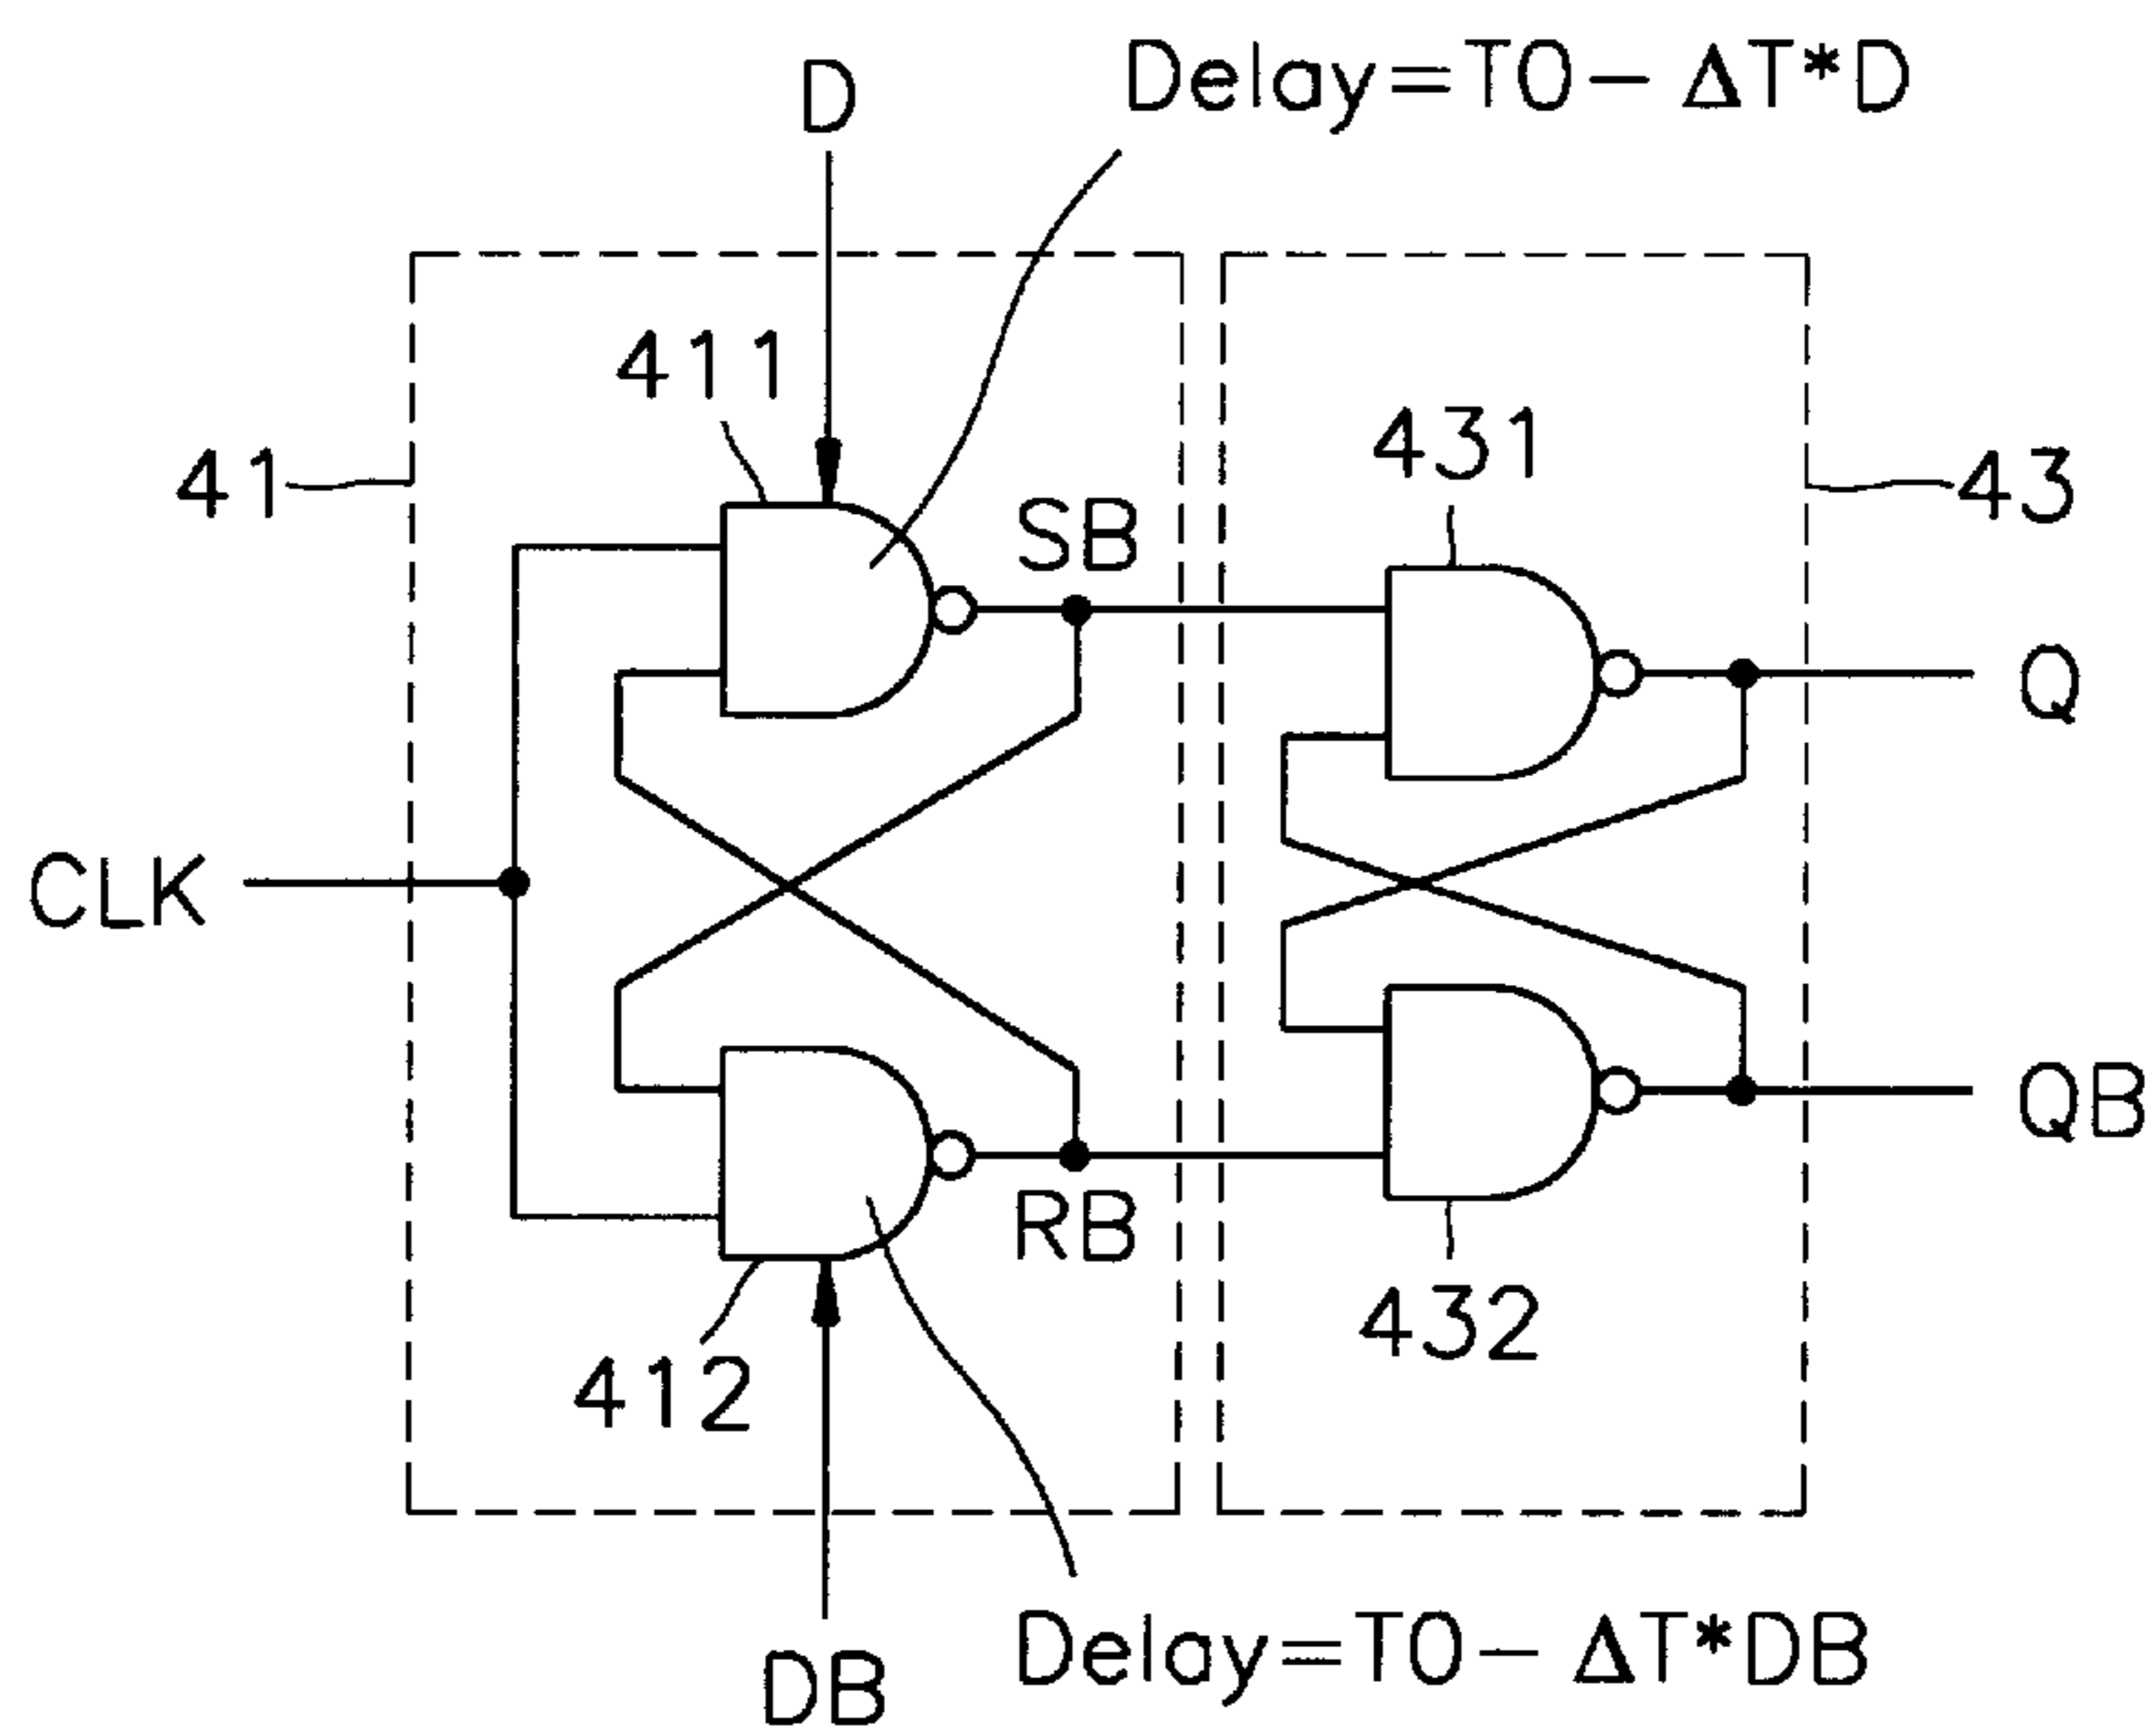 D
Delay=T0-ΔT*D
411
431
41
43
SB
Q
CLK
QB
RB
432
412
DB
Delay=T0-ΔT*DB